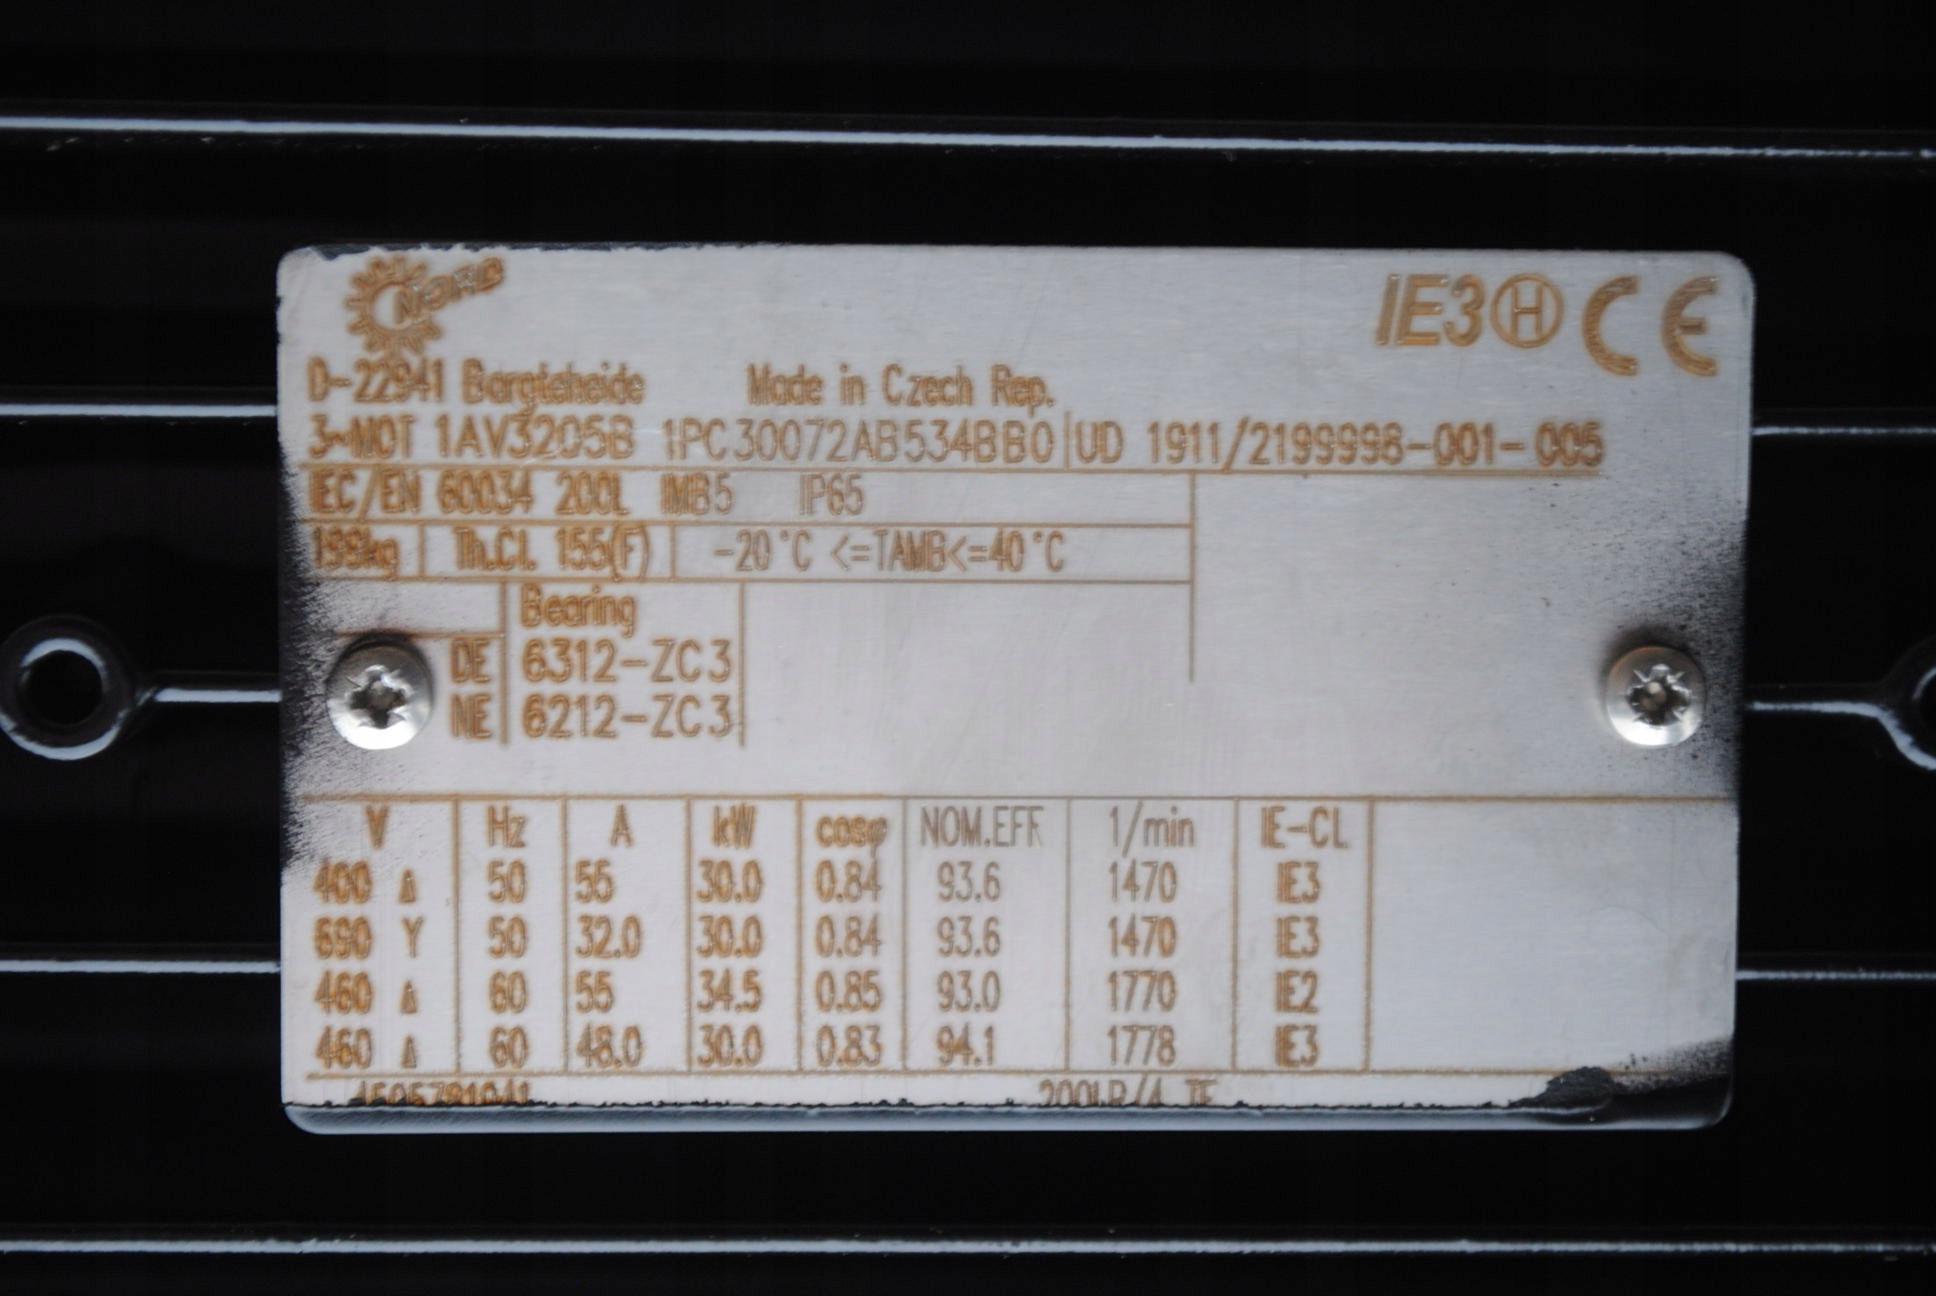 NORD
IE3 H CE
D-22941 Bargteheide Made in Czech Rep.
3~MOT 1AV3205B 1PC30072AB534BB0 UD 1911/2199998-001-005
IEC/EN 60034 200L IMB5 IP65
199kg Th.Cl. 155(F) -20°C <=TAMB<=40°C
Bearing
DE 6312-ZC3
NE 6212-ZC3
V Hz A kW cosφ NOM.EFF 1/min IE-CL
400 Δ 50 55 30.0 0.84 93.6 1470 IE3
690 Y 50 32.0 30.0 0.84 93.6 1470 IE3
460 Δ 60 55 34.5 0.85 93.0 1770 IE2
460 Δ 60 48.0 30.0 0.83 94.1 1778 IE3
TF